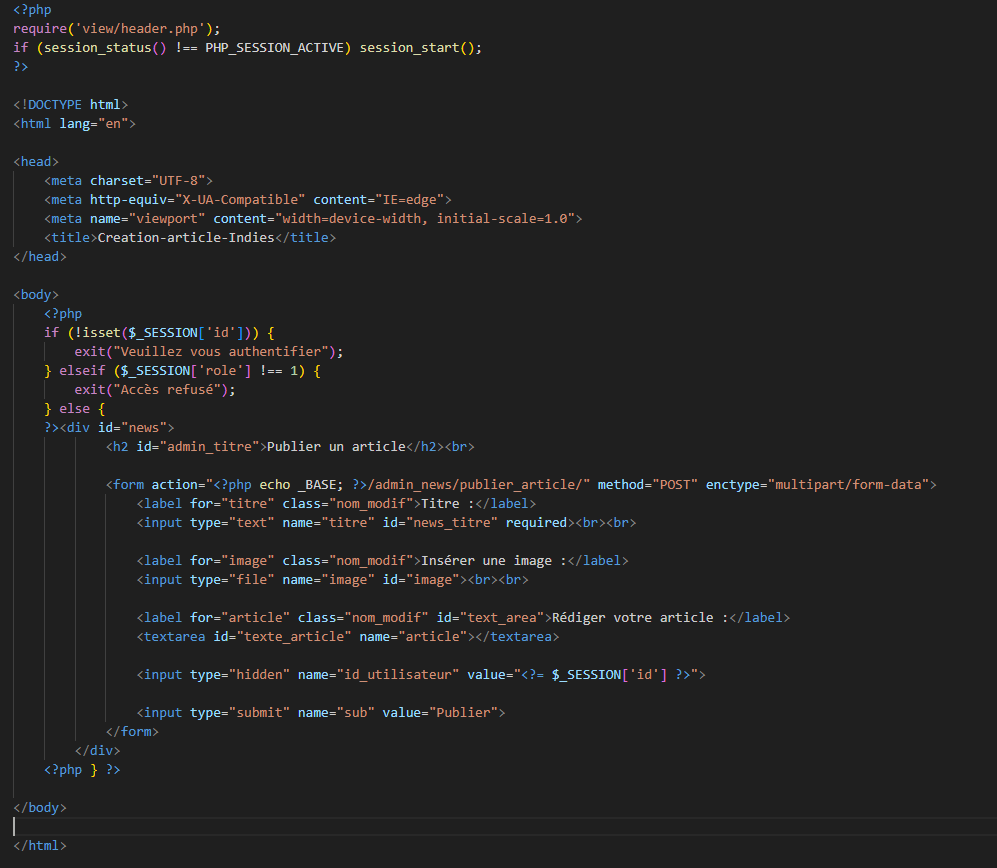 <?php
require('view/header.php');
if (session_status() !== PHP_SESSION_ACTIVE) session_start();
?>
<!DOCTYPE html>
<html lang="en">
<head>
<meta charset="UTF-8">
<meta http-equiv="X-UA-Compatible" content="IE=edge">
<meta name="viewport" content="width=device-width, initial-scale=1.0">
<title>Creation-article-Indies</title>
</head>
<body>
<?php
if (!isset($_SESSION['id'])) {
exit("Veuillez vous authentifier");
} elseif ($_SESSION['role'] !== 1) {
exit("Accès refusé");
} else {
?><div id="news">
<h2 id="admin_titre">Publier un article</h2><br>
<form action="<?php echo _BASE; ?>/admin_news/publier_article/" method="POST" enctype="multipart/form-data">
<label for="titre" class="nom_modif">Titre :</label>
<input type="text" name="titre" id="news_titre" required><br><br>
<label for="image" class="nom_modif">Insérer une image :</label>
<input type="file" name="image" id="image"><br><br>
<label for="article" class="nom_modif" id="text_area">Rédiger votre article :</label>
<textarea id="texte_article" name="article"></textarea>
<input type="hidden" name="id_utilisateur" value="<?= $_SESSION['id'] ?>">
<input type="submit" name="sub" value="Publier">
</form>
</div>
<?php } ?>
</body>
</html>